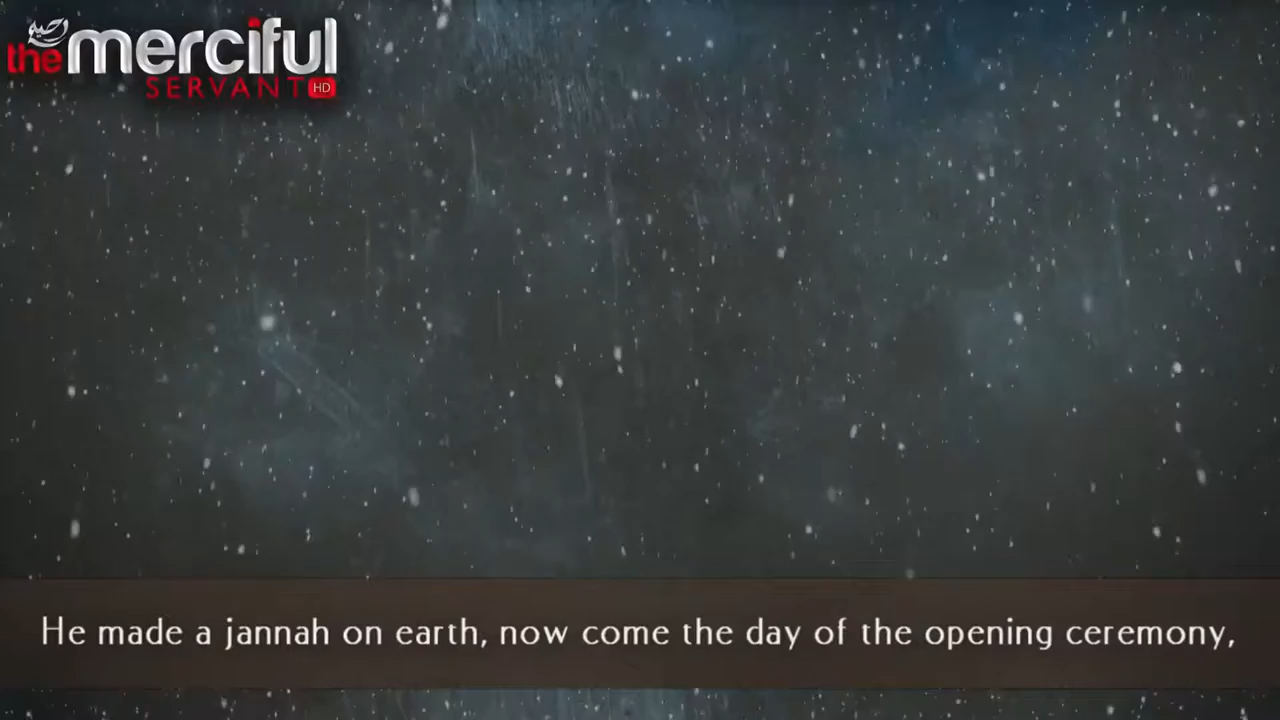 the merciful
SERVANT HD
He made a jannah on earth, now come the day of the opening ceremony,